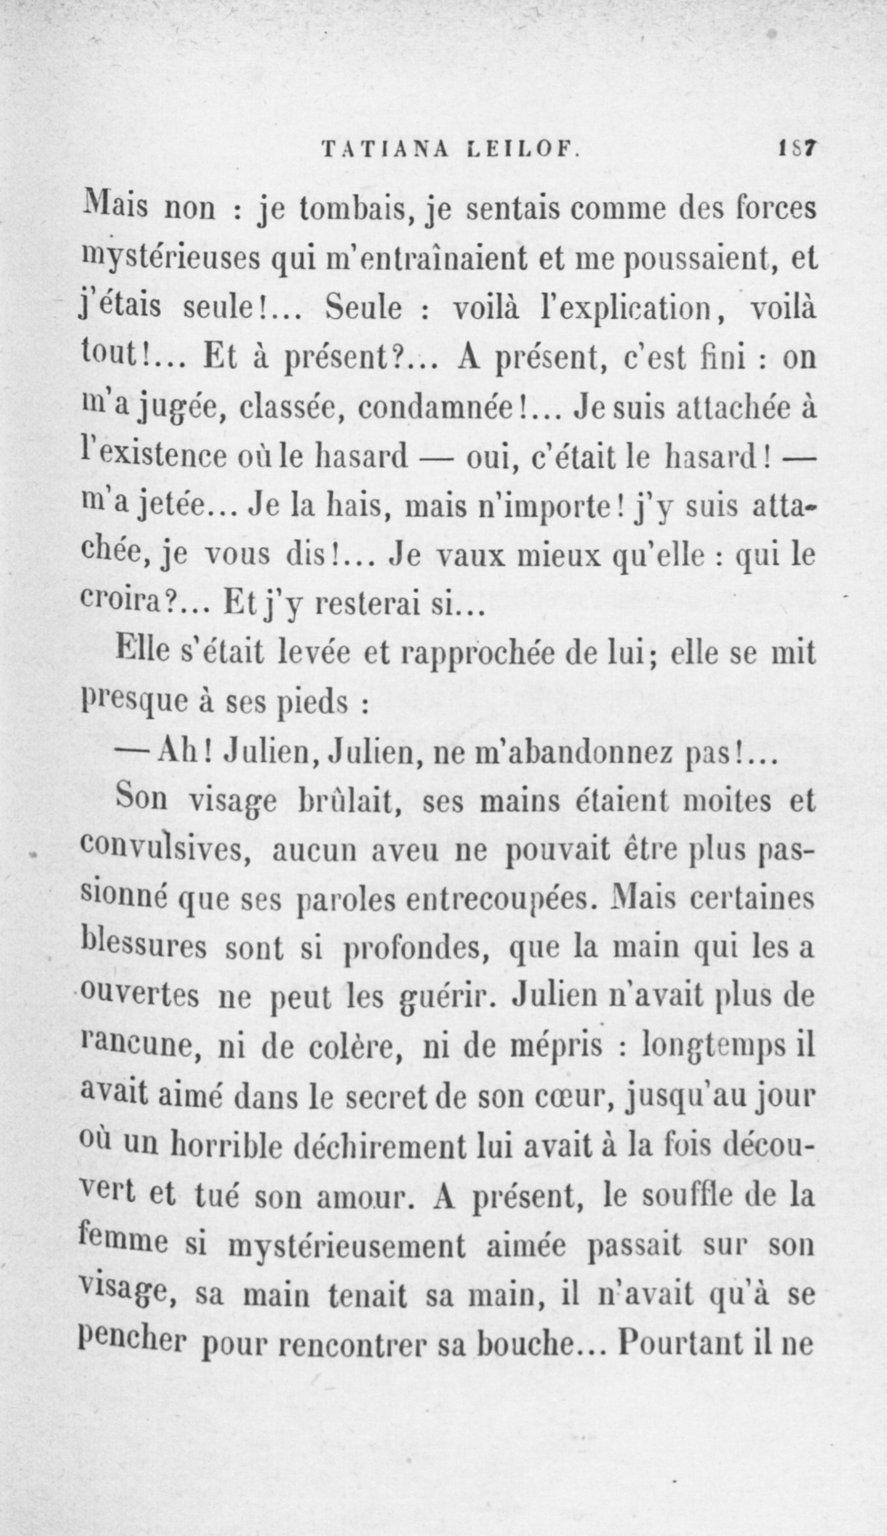 TATIANA LEILOF. 187
Mais non : je tombais, je sentais comme des forces
mystérieuses qui m'entraînaient et me poussaient, et
j'étais seule!... Seule : voilà l'explication, voilà
tout!... Et à présent?... A présent, c'est fini : on
m'a jugée, classée, condamnée!... Je suis attachée à
l'existence où le hasard — oui, c'était le hasard! —
m'a jetée... Je la hais, mais n'importe! j'y suis atta-
chée, je vous dis!... Je vaux mieux qu'elle : qui le
croira?... Et j'y resterai si...
Elle s'était levée et rapprochée de lui; elle se mit
presque à ses pieds :
— Ah! Julien, Julien, ne m'abandonnez pas!...
Son visage brûlait, ses mains étaient moites et
convulsives, aucun aveu ne pouvait être plus pas-
sionné que ses paroles entrecoupées. Mais certaines
blessures sont si profondes, que la main qui les a
ouvertes ne peut les guérir. Julien n'avait plus de
rancune, ni de colère, ni de mépris : longtemps il
avait aimé dans le secret de son cœur, jusqu'au jour
où un horrible déchirement lui avait à la fois décou-
vert et tué son amour. A présent, le souffle de la
femme si mystérieusement aimée passait sur son
visage, sa main tenait sa main, il n'avait qu'à se
pencher pour rencontrer sa bouche... Pourtant il ne